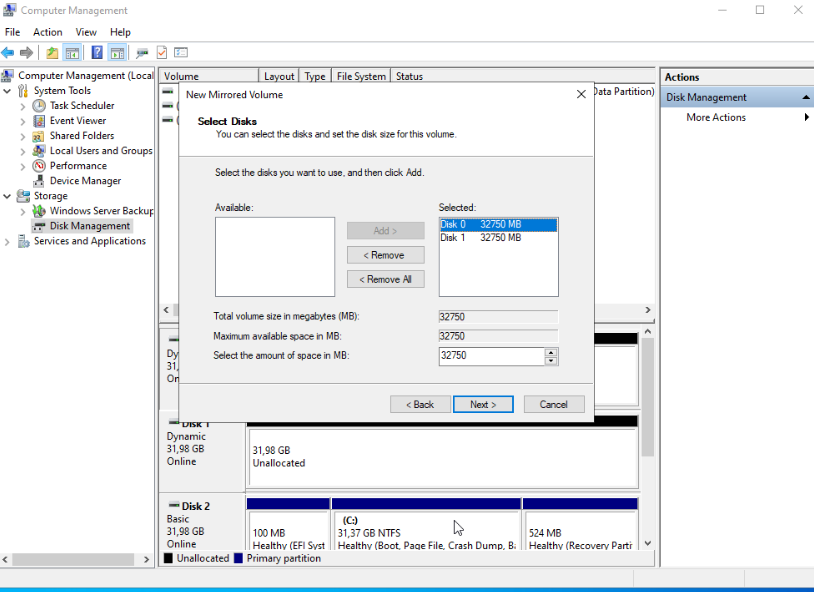 Computer Management
File Action View Help
Computer Management (Local
System Tools
Task Scheduler
Event Viewer
Shared Folders
Local Users and Groups
Performance
Device Manager
Storage
Windows Server Backup
Disk Management
Services and Applications
Volume Layout Type File System Status
Data Partition)
New Mirrored Volume
Select Disks
You can select the disks and set the disk size for this volume.
Select the disks you want to use, and then click Add.
Available:
Selected:
Add >
< Remove
< Remove All
Disk 0 32750 MB
Disk 1 32750 MB
Total volume size in megabytes (MB): 32750
Maximum available space in MB: 32750
Select the amount of space in MB: 32750
< Back Next > Cancel
Dy
31,
On
Disk 1
Dynamic
31,98 GB
Online
31,98 GB
Unallocated
Disk 2
Basic
31,98 GB
Online
100 MB
Healthy (EFI Syst
(C:)
31,37 GB NTFS
Healthy (Boot, Page File, Crash Dump, Ba
524 MB
Healthy (Recovery Parti
Unallocated Primary partition
Actions
Disk Management
More Actions